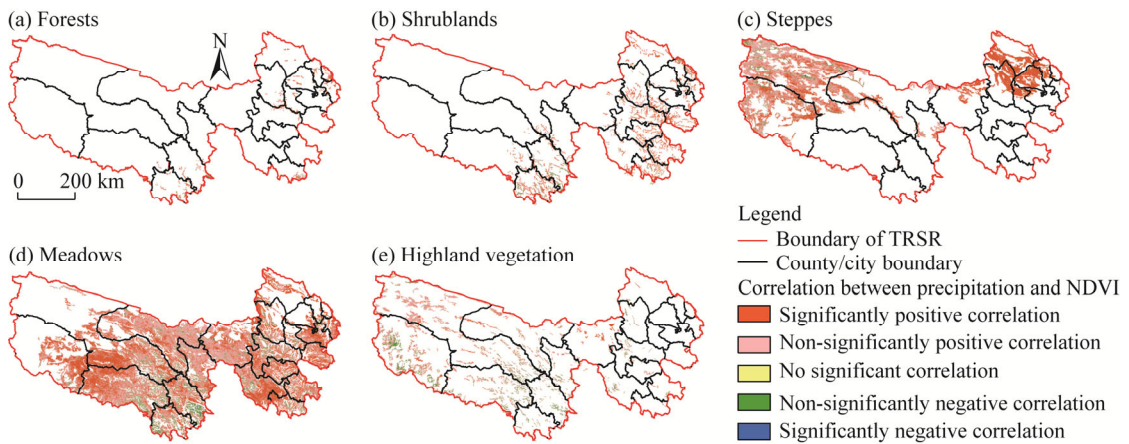 (a) Forests
(b) Shrublands
(c) Steppes
N
0 200 km
(d) Meadows
(e) Highland vegetation
Legend
Boundary of TRSR
County/city boundary
Correlation between precipitation and NDVI
Significantly positive correlation
Non-significantly positive correlation
No significant correlation
Non-significantly negative correlation
Significantly negative correlation